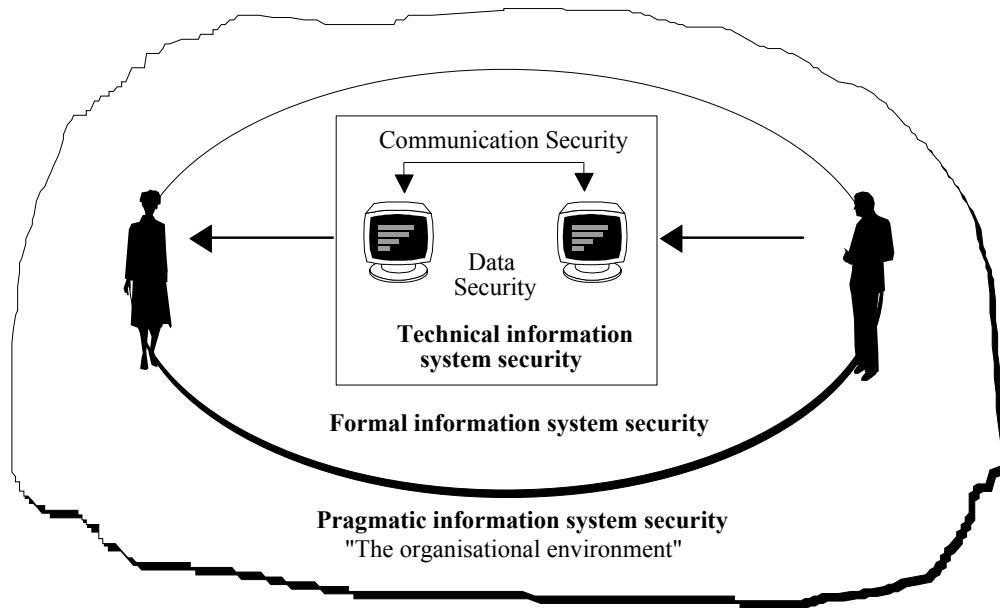 Communication Security
Data
Security
Technical information
system security
Formal information system security
Pragmatic information system security
"The organisational environment"